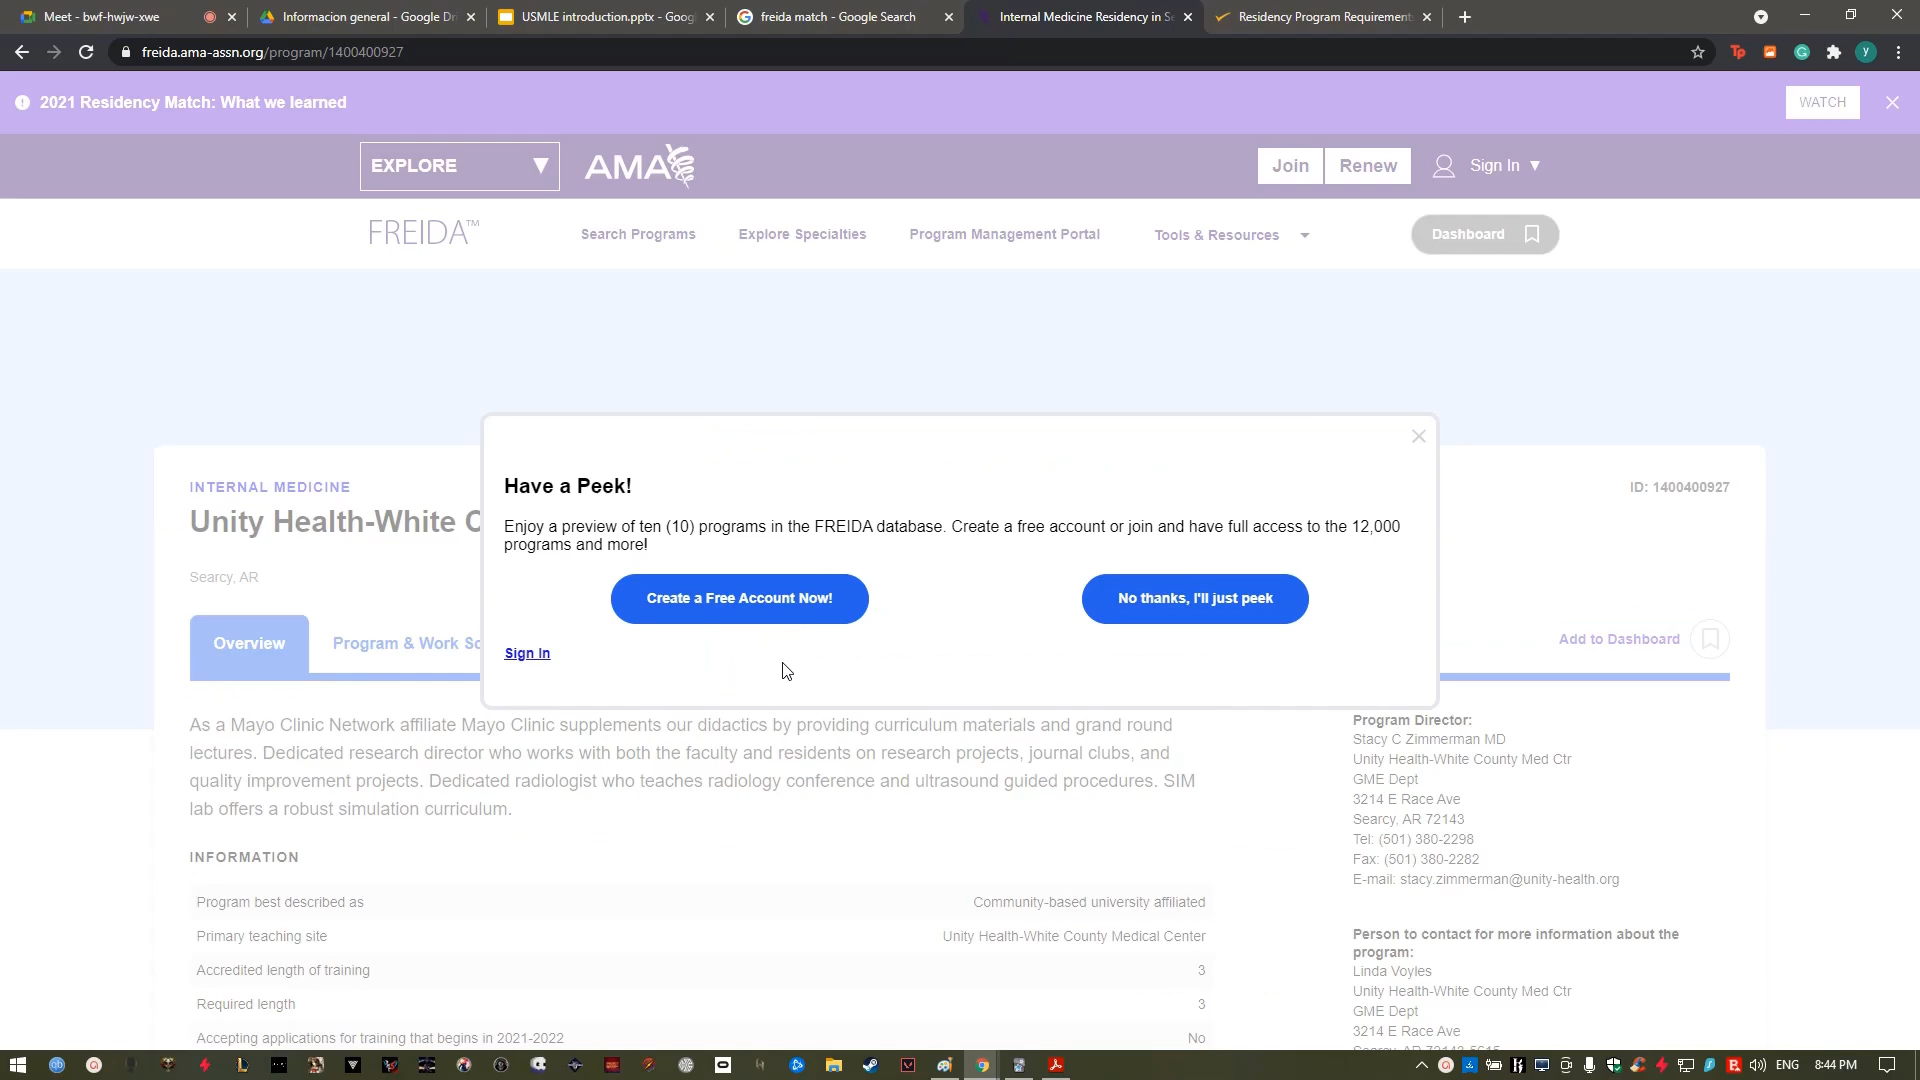 Meet - bwf-hwjw-xwe
Informacion general - Google Dri
USMLE introduction.pptx - Goog
freida match - Google Search
Internal Medicine Residency in Se
Residency Program Requirement
freida.ama-assn.org/program/1400400927
2021 Residency Match: What we learned
WATCH
EXPLORE
AMA
Join
Renew
Sign In
FREIDA™
Search Programs
Explore Specialties
Program Management Portal
Tools & Resources
Dashboard
INTERNAL MEDICINE
ID: 1400400927
Unity Health-White C
Searcy, AR
Have a Peek!
Enjoy a preview of ten (10) programs in the FREIDA database. Create a free account or join and have full access to the 12,000
programs and more!
Create a Free Account Now!
No thanks, I'll just peek
Sign In
Overview
Program & Work Sc
Add to Dashboard
As a Mayo Clinic Network affiliate Mayo Clinic supplements our didactics by providing curriculum materials and grand round
lectures. Dedicated research director who works with both the faculty and residents on research projects, journal clubs, and
quality improvement projects. Dedicated radiologist who teaches radiology conference and ultrasound guided procedures. SIM
lab offers a robust simulation curriculum.
INFORMATION
Program best described as
Community-based university affiliated
Primary teaching site
Unity Health-White County Medical Center
Accredited length of training
3
Required length
3
Accepting applications for training that begins in 2021-2022
No
Program Director:
Stacy C Zimmerman MD
Unity Health-White County Med Ctr
GME Dept
3214 E Race Ave
Searcy, AR 72143
Tel: (501) 380-2298
Fax: (501) 380-2282
E-mail: stacy.zimmerman@unity-health.org
Person to contact for more information about the
program:
Linda Voyles
Unity Health-White County Med Ctr
GME Dept
3214 E Race Ave
Searcy, AR 72143-5615
ENG
8:44 PM